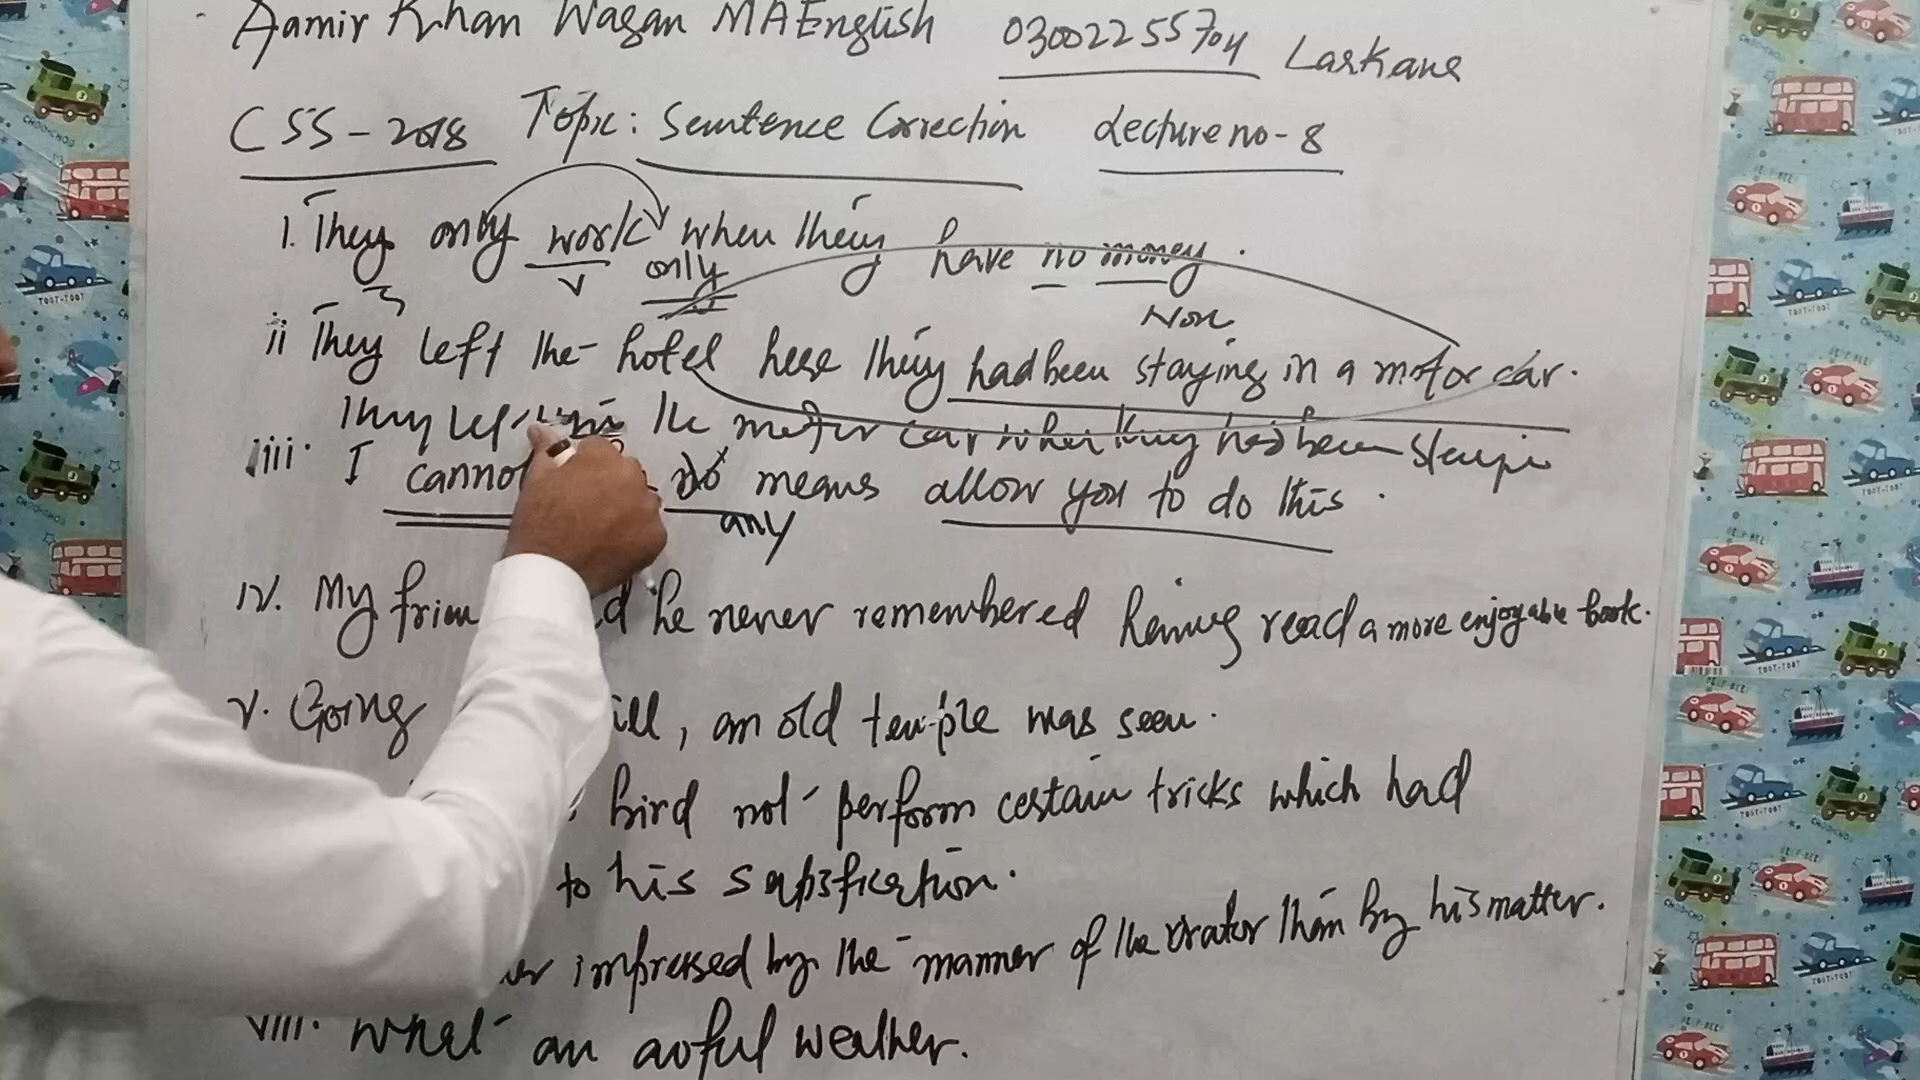 Aamir Khan Wagan MA English 03002255704 Larkana
CSS-2018 Topic: Sentence Correction Lecture no-8
i. They only work when they have no money.
v only Non
ii They left the hotel here they had been staying in a motor car.
They left the motor car when they had been
iii. I cannot no means allow you to do this.
any
iv. My he never remembered having read a more enjoyable book.
v. Going an old temple was seen.
bird not perform certain tricks which had
to his satisfication.
impressed by the manner of the orator than by his matter.
viii. What an awful weather.